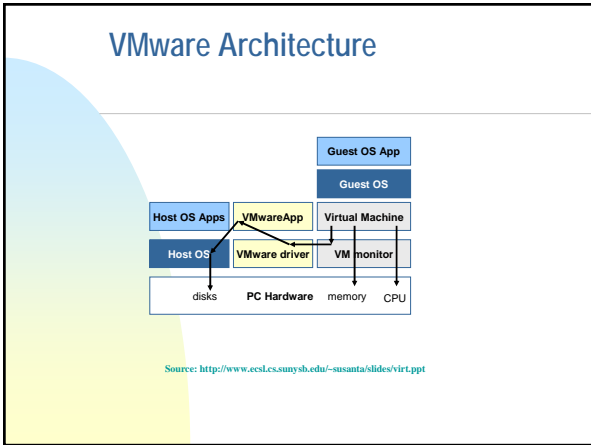 VMware Architecture
Guest OS App
Guest OS
Host OS Apps VMwareApp Virtual Machine
Host OS VMware driver VM monitor
disks PC Hardware memory CPU
Source: http://www.ecsl.cs.sunysb.edu/~susanta/slides/virt.ppt